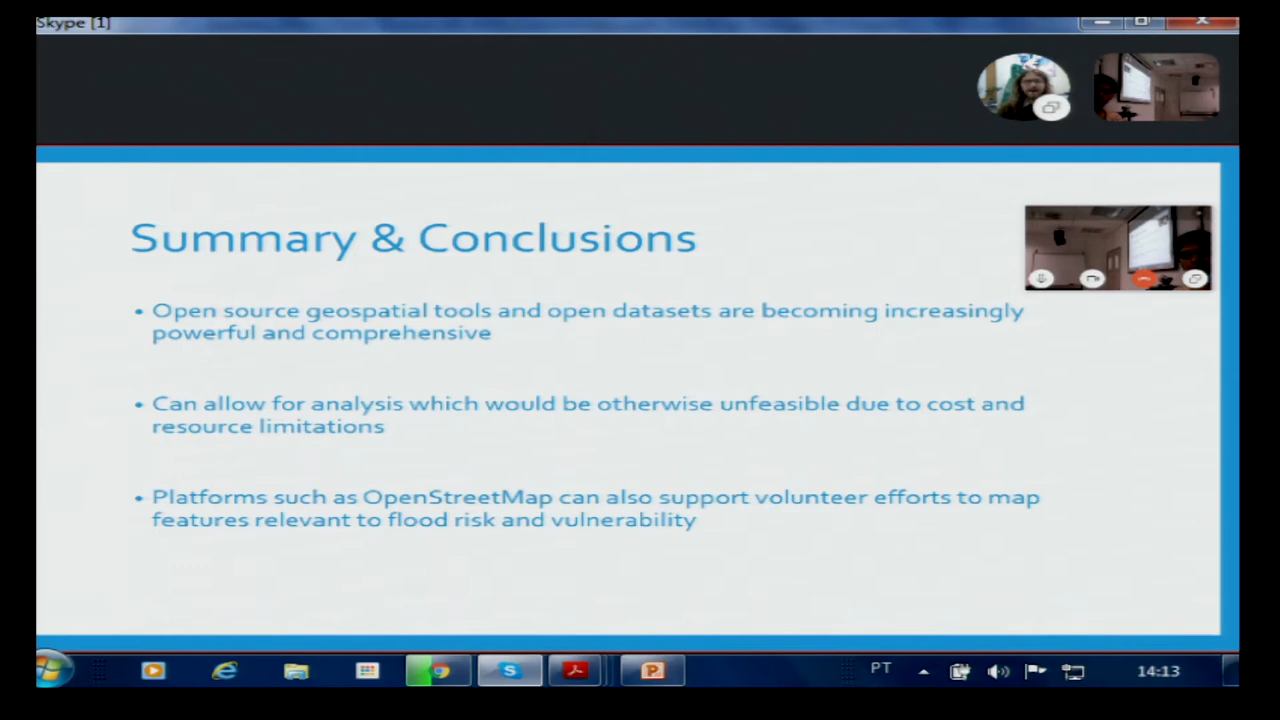 Skype [1]
Summary & Conclusions
• Open source geospatial tools and open datasets are becoming increasingly
powerful and comprehensive
• Can allow for analysis which would be otherwise unfeasible due to cost and
resource limitations
• Platforms such as OpenStreetMap can also support volunteer efforts to map
features relevant to flood risk and vulnerability
PT
14:13